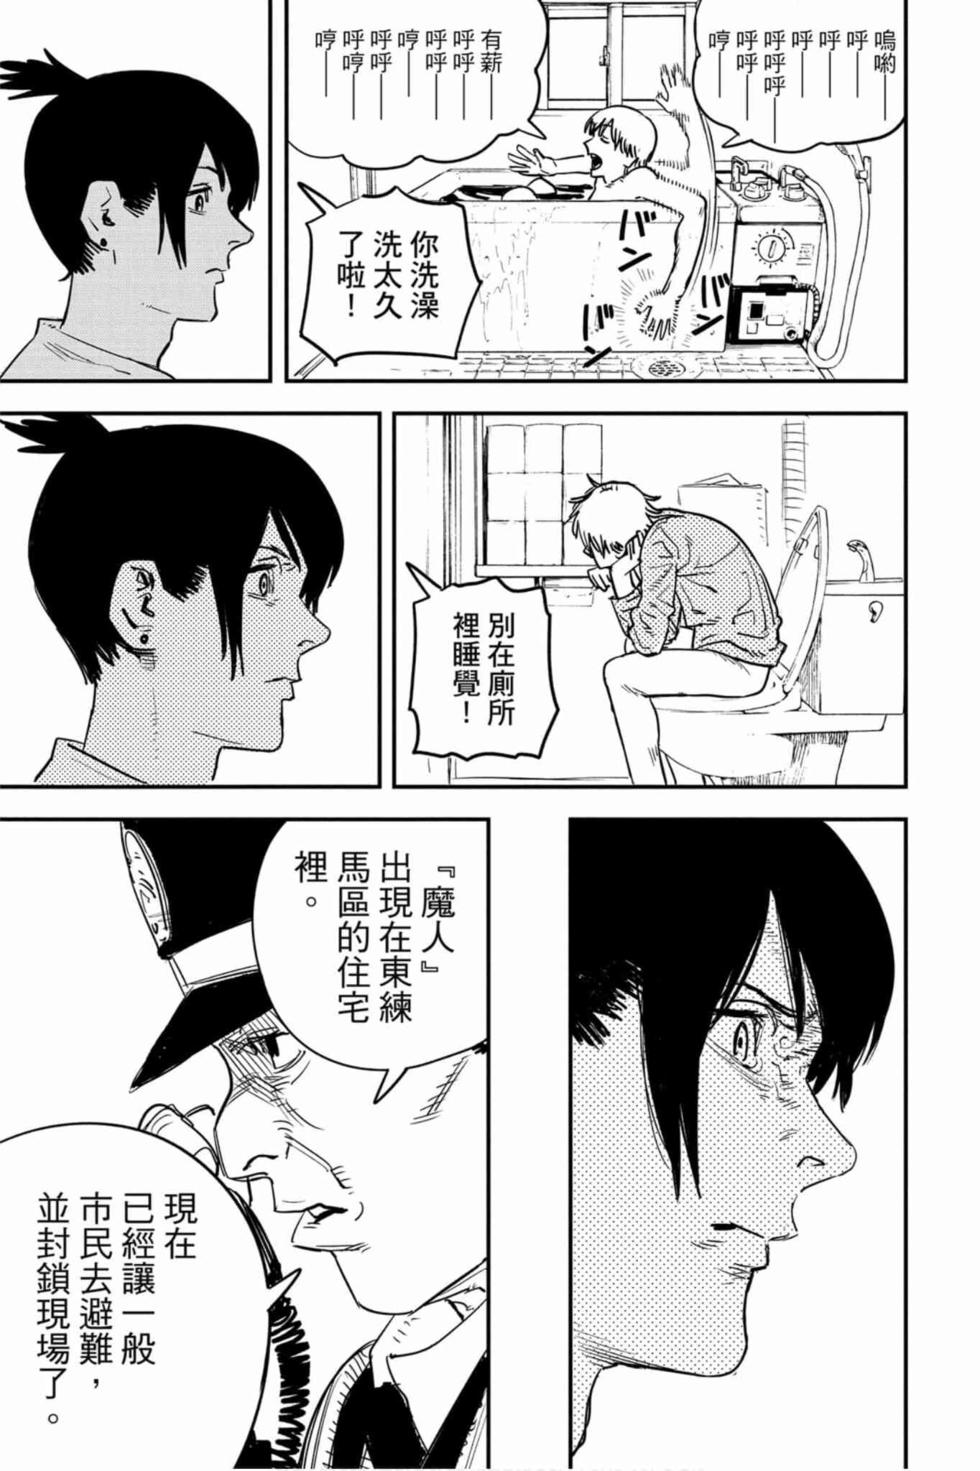 嗚喲
呼——
呼——
呼——
呼呼呼——
呼呼——
哼——
有薪——
呼呼——
呼呼——
哼——
呼呼——
呼哼——
哼——
你洗澡
洗太久
了啦！
バン
バン
バン
別在廁所
裡睡覺！
『魔人』
出現在東練
馬區的住宅
裡。
現在
已經讓一般
市民去避難，
並封鎖現場了。